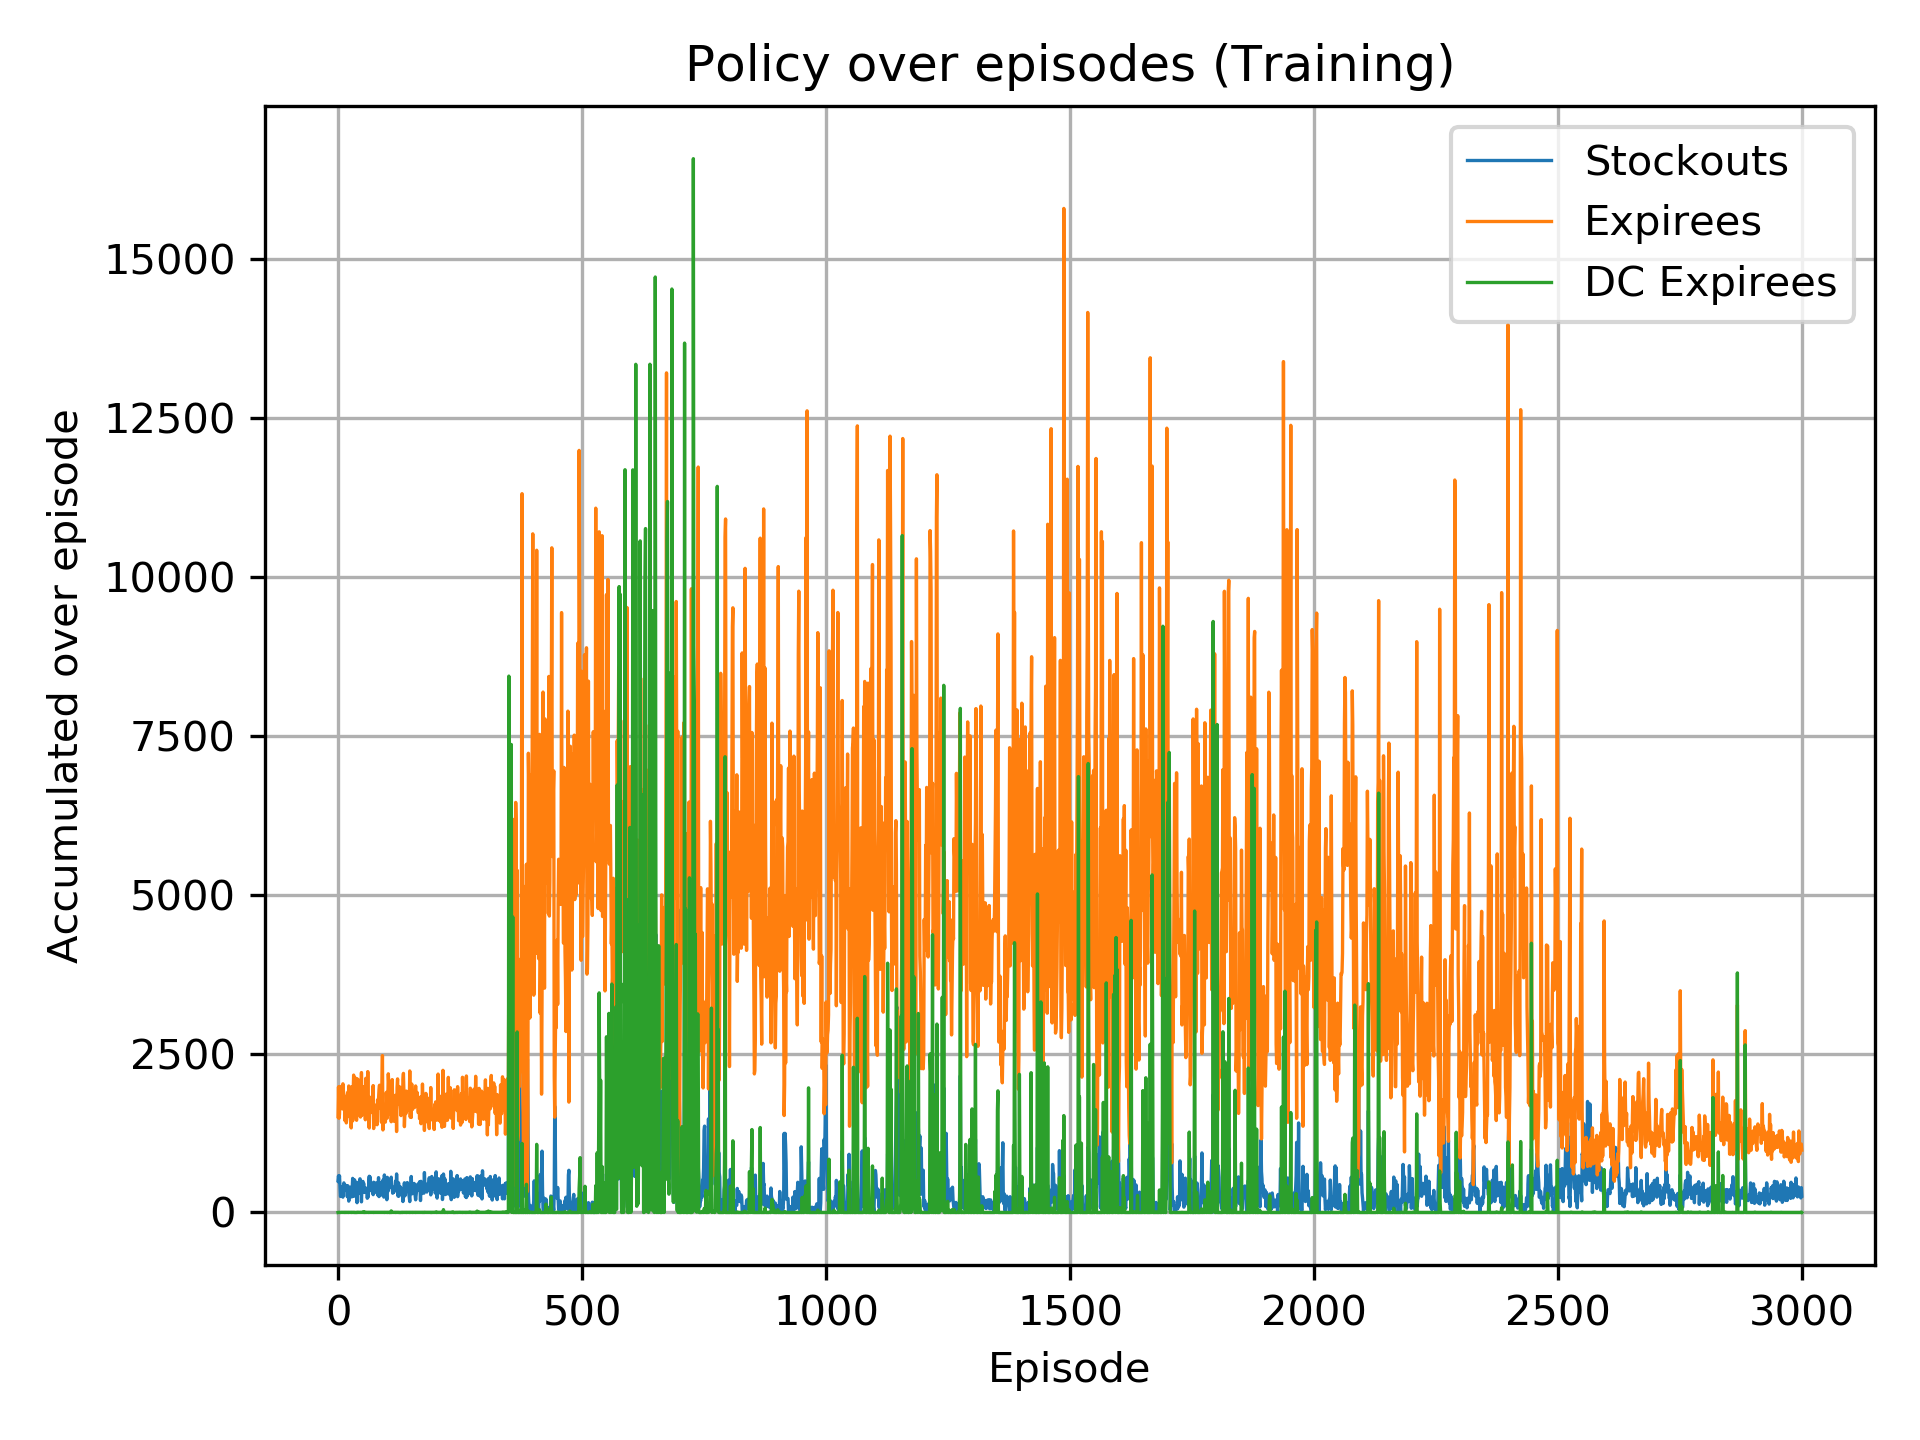 Policy over episodes (Training)
Stockouts
Expirees
DC Expirees
Accumulated over episode
15000
12500
10000
7500
5000
2500
0
0 500 1000 1500 2000 2500 3000
Episode